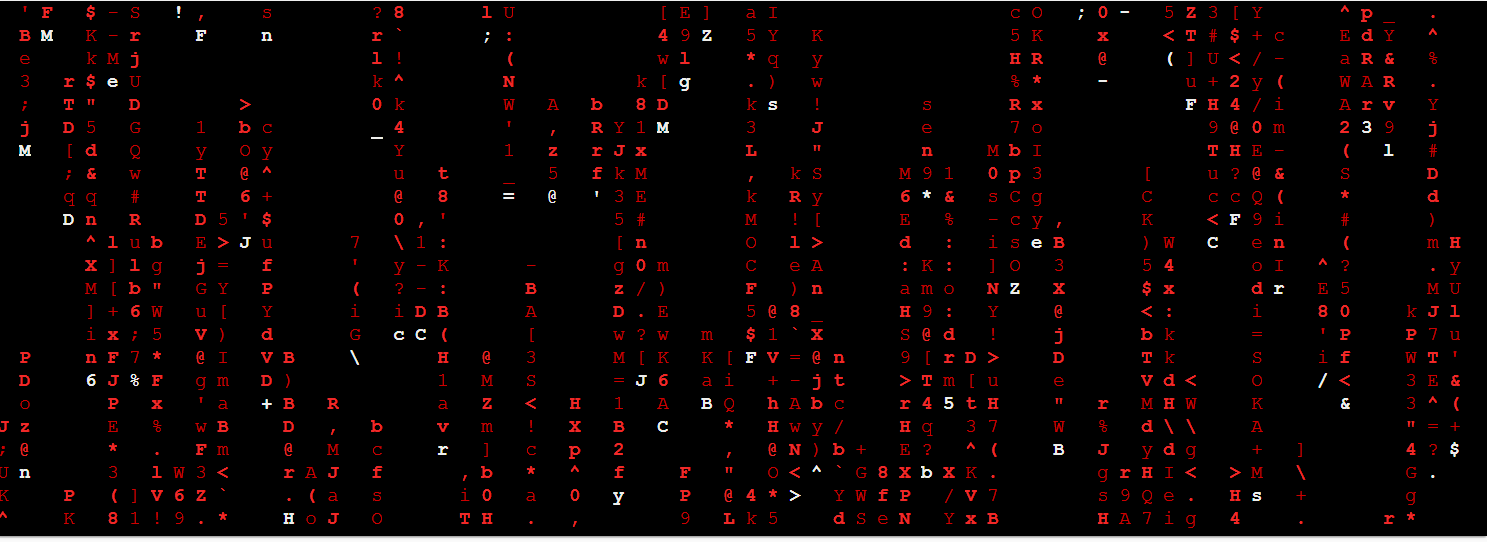 ' F $ - S ! , s ? 8 l U [ E ] a I c O ; 0 - 5 Z 3 [ Y ^ p _ .
B M K - r F n r ` ; : 4 9 Z 5 Y K 5 K < T # $ + c E d Y ^
e k M j l ! ( w l * q y H R @ ( ] U < / - a R & %
3 r $ e U k ^ N k [ g . ) w % * - u + 2 y ( W A R .
; T " D > 0 k W A b 8 D k s ! s R x F H 4 / i A r v Y
j D 5 G 1 b c _ 4 ' , R Y 1 M 3 J e 7 o 9 @ 0 m 2 3 9 j
M [ d Q y O y Y 1 z r J x L " n M b I T H E - ( l #
; & w T @ ^ u t _ 5 f k M , k S M 9 1 0 p 3 [ u ? @ & S D
q q # T 6 + @ 8 = @ ' 3 E k R y 6 * & s C g C c c Q ( * d
D n R D 5 ' $ 0 , ' 5 # M ! [ E % - c y , K < F 9 i # )
^ l u b E > J u 7 \ 1 : [ n O l > d : i s e B ) W C e n ( m H
X ] l g j = f ' y - K - g 0 m C e A : K : ] O 3 5 4 o I ^ ? . y
M [ b " G Y P ( ? - : B z / ) F ) n a m o N Z X $ x d r E 5 M U
] + 6 W u [ Y i i D B A D . E 5 @ 8 _ H 9 : Y @ < : i 8 0 k J l
i x ; 5 V ) d G c C ( [ w ? w m $ 1 ` X S @ d ! j b k = ' P P 7 u
P n F 7 * @ I V B \ H @ 3 M [ K K [ F V = @ n 9 [ r D > D T k S i f W T '
D 6 J % F g m D ) 1 M S = J 6 a i + - j t > T m [ u e V d < O / < 3 E &
o P x ' a + B R a Z < H 1 A B Q h A b c r 4 5 t H " r M H W K & 3 ^ (
J z E % w B D , b v m ! X B C * H w y / H q 3 7 W % d \ \ A " = +
; @ * . F m @ M c r ] c p 2 , @ N ) b + E ? ^ ( B J y d g + ] 4 ? $
U n 3 l W 3 < r A J f , b * ^ f F " O < ^ ` G 8 X b X K . g r H I < > M \ G .
K P ( ] V 6 Z ` . ( a s i 0 a 0 y P @ 4 * > Y W f P / V 7 s 9 Q e . H s + g
^ K 8 1 ! 9 . * H o J O T H . , 9 L k 5 d S e N Y x B H A 7 i g 4 . r *